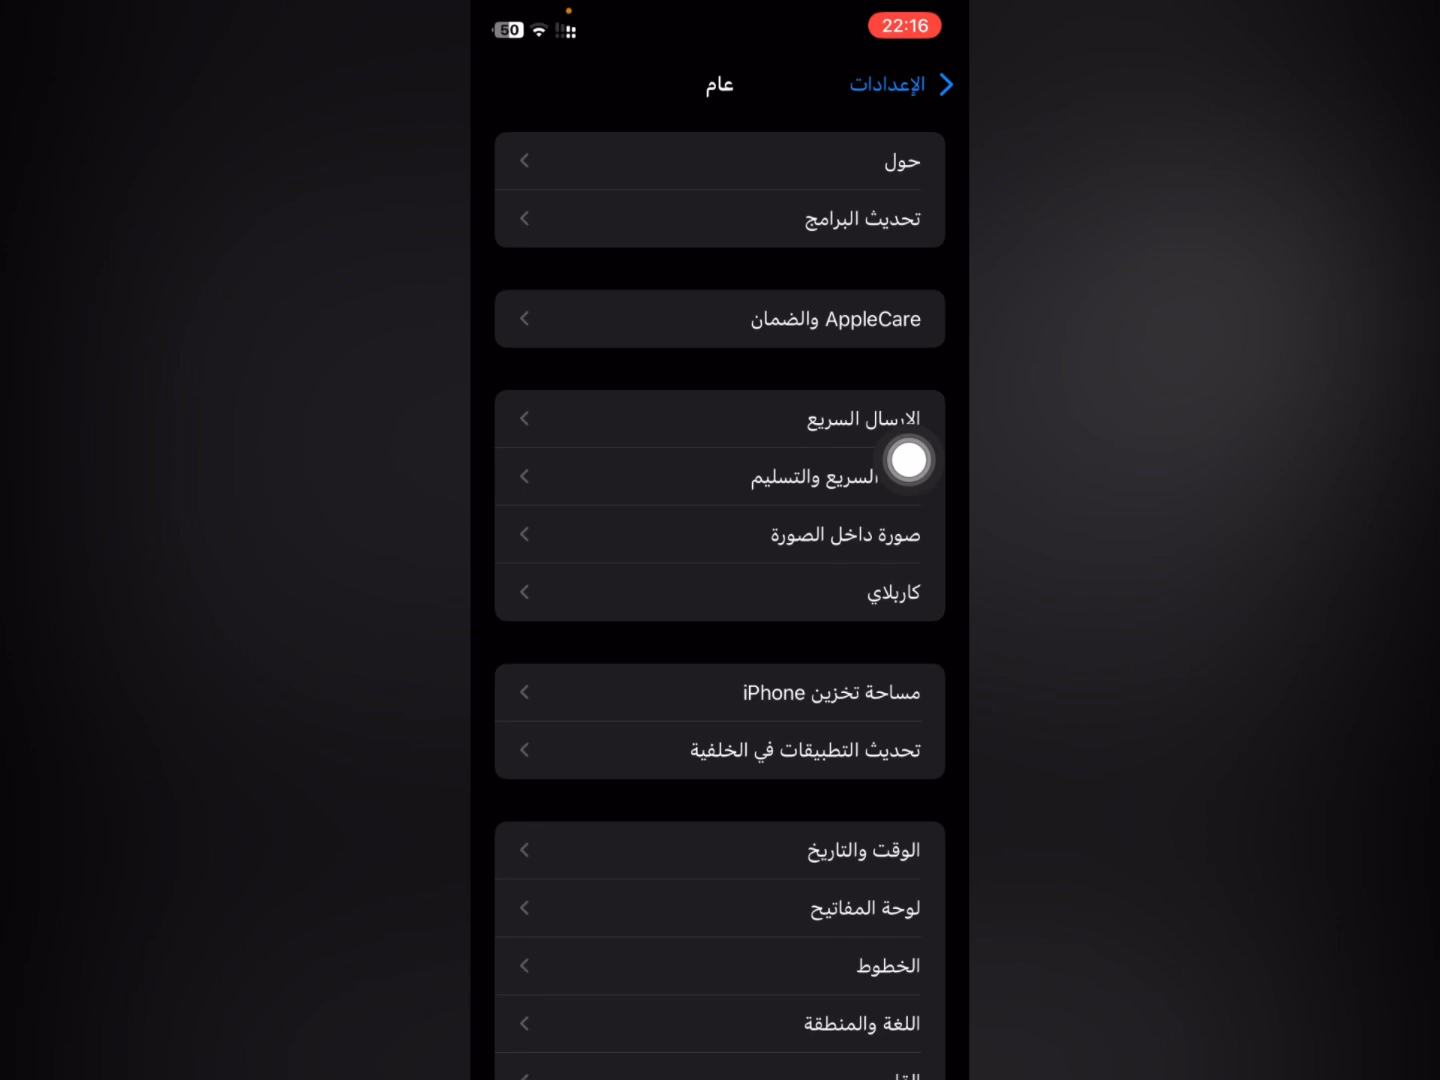 22:16
50
الإعدادات
عام
حول
تحديث البرامج
AppleCare والضمان
الإرسال السريع
السريع والتسليم
صورة داخل الصورة
كاربلاي
مساحة تخزين iPhone
تحديث التطبيقات في الخلفية
الوقت والتاريخ
لوحة المفاتيح
الخطوط
اللغة والمنطقة